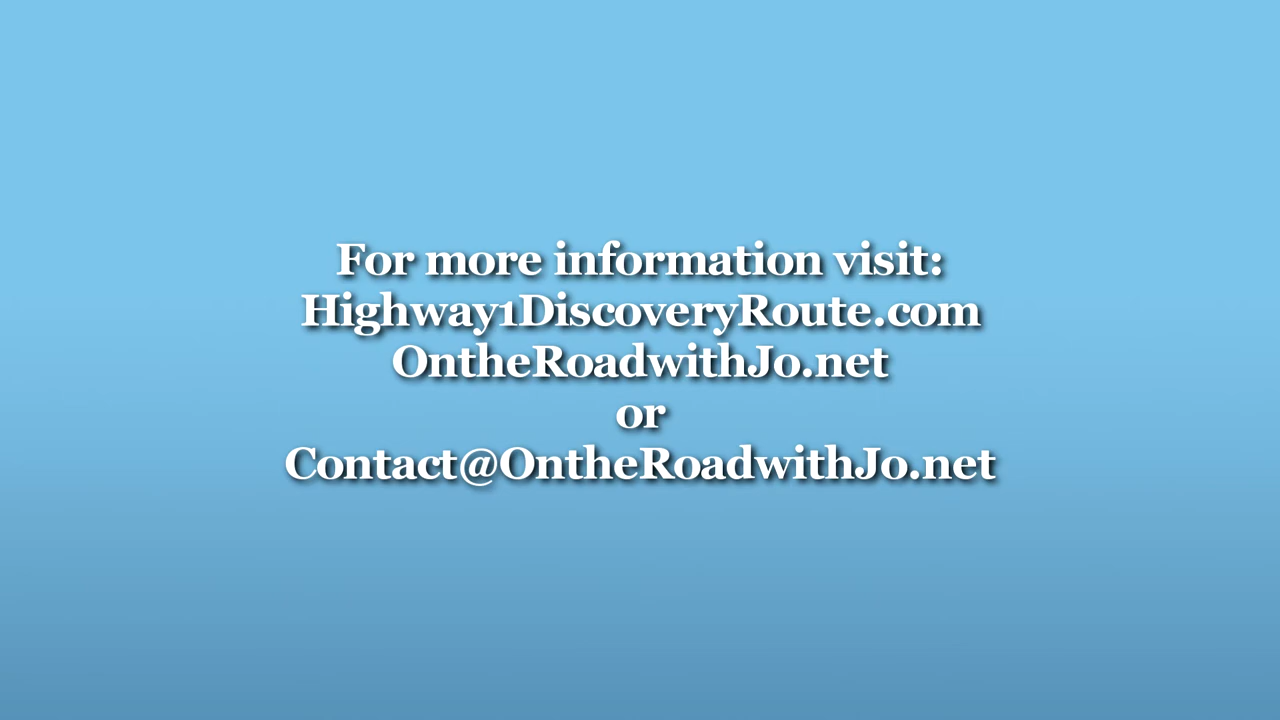 For more information visit:
Highway1DiscoveryRoute.com
OntheRoadwithJo.net
or
Contact@OntheRoadwithJo.net